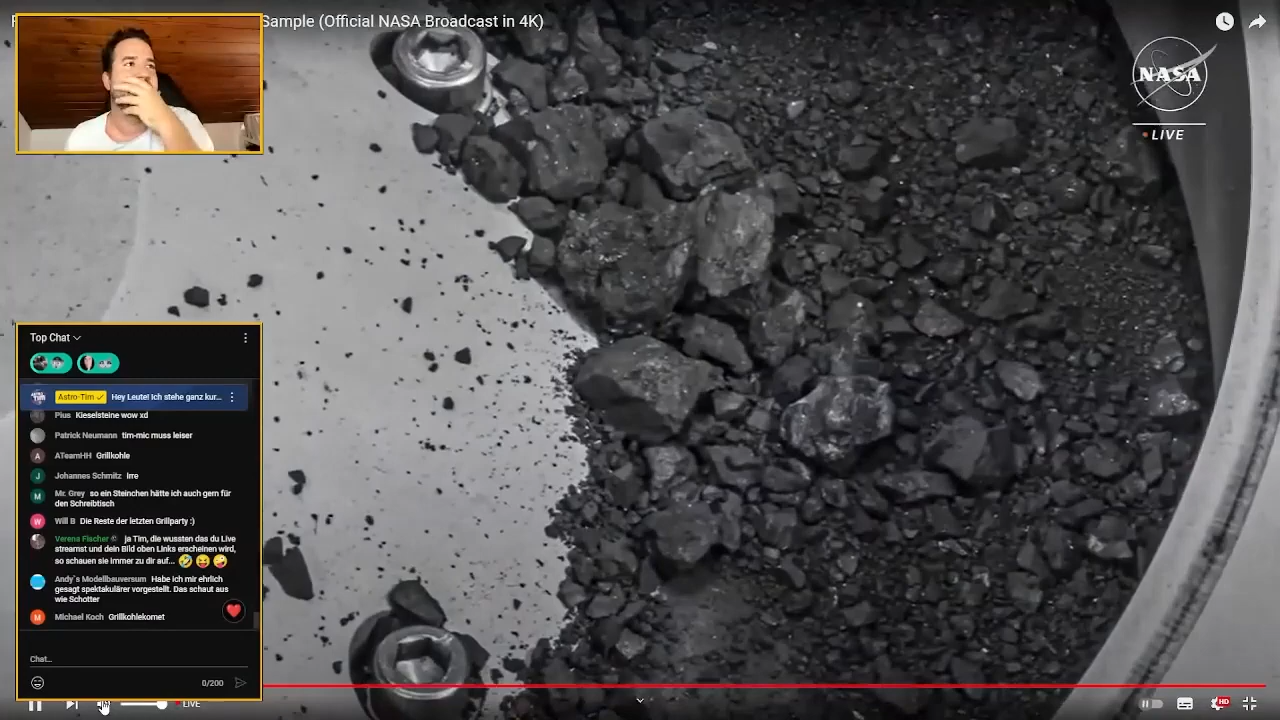 Sample (Official NASA Broadcast in 4K)
NASA
LIVE
Top Chat
Astro-Tim Hey Leute! Ich stehe ganz kur...
Pius Kieselsteine wow xd
Patrick Neumann tim-mic muss leiser
A ATeamHH Grillkohle
J Johannes Schmitz Irre
M Mr. Grey so ein Steinchen hätte ich auch gern für
den Schreibtisch
W Will B Die Reste der letzten Grillparty :)
Verena Fischer © ja Tim, die wussten das du Live
streamst und dein Bild oben Links erscheinen wird,
so schauen sie immer zu dir auf... 🤣 😝 🤪
Andy´s Modellbauversum Habe ich mir ehrlich
gesagt spektakulärer vorgestellt. Das schaut aus
wie Schotter
M Michael Koch Grillkohlekomet
Chat...
0/200
LIVE
HD